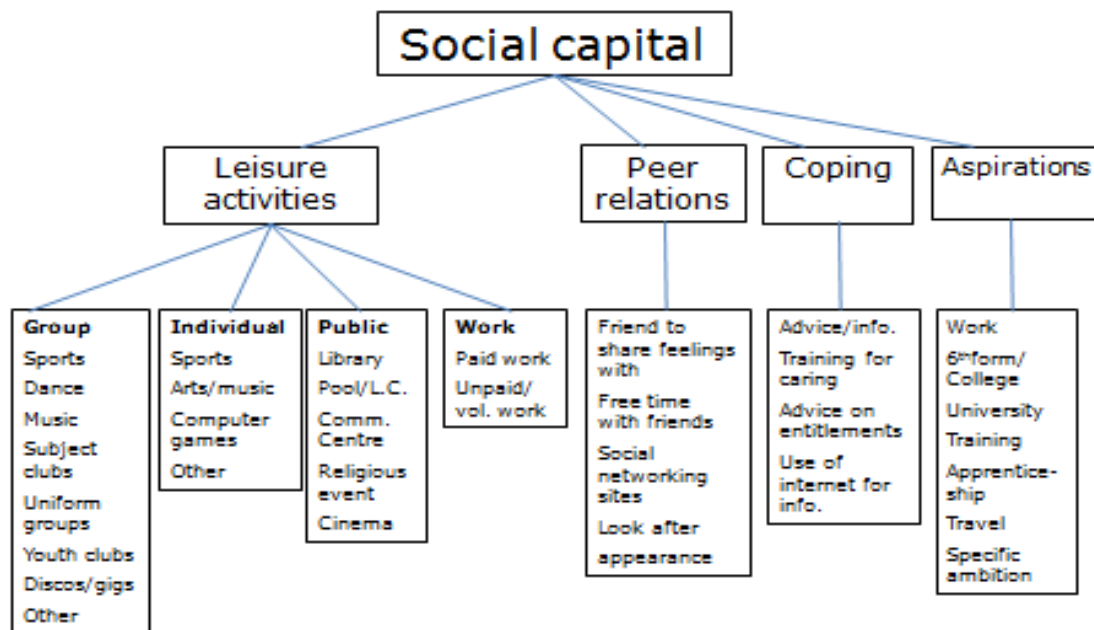 Social capital
Leisure
activities
Peer
relations
Coping
Aspirations
Group
Sports
Dance
Music
Subject
clubs
Uniform
groups
Youth clubs
Discos/gigs
Other
Individual
Sports
Arts/music
Computer
games
Other
Public
Library
Pool/L.C.
Comm.
Centre
Religious
event
Cinema
Work
Paid work
Unpaid/
vol. work
Friend to
share feelings
with
Free time
with friends
Social
networking
sites
Look after
appearance
Advice/info.
Training for
caring
Advice on
entitlements
Use of
internet for
info.
Work
6thform/
College
University
Training
Apprentice-
ship
Travel
Specific
ambition